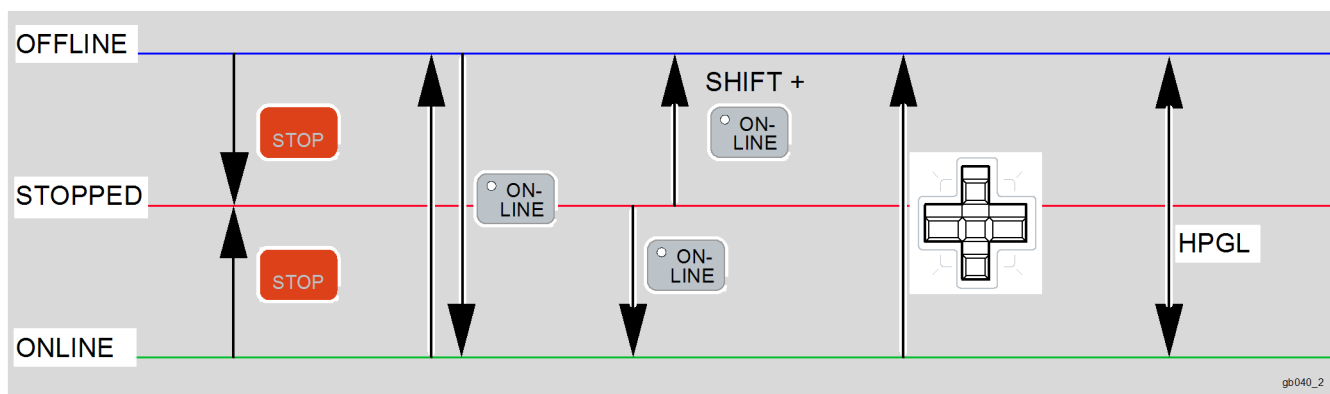 OFFLINE
SHIFT +
ON-
LINE
STOP
STOPPED
ON-
LINE
HPGL
ON-
LINE
STOP
ONLINE
gb040_2